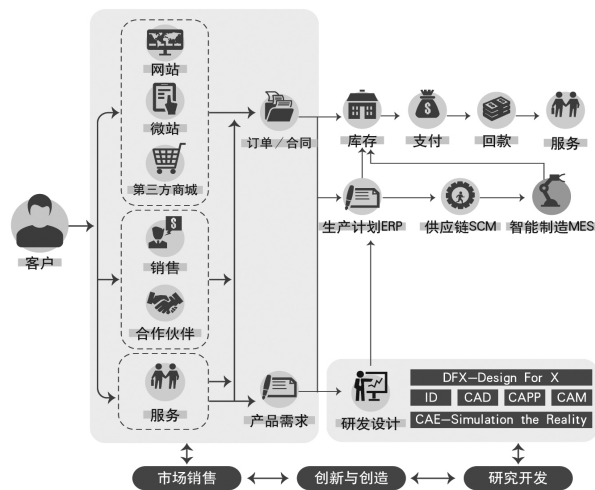 网站
微站
第三方商城
客户
销售
合作伙伴
服务
订单／合同
产品需求
库存
支付
回款
服务
生产计划ERP
供应链SCM
智能制造MES
研发设计
DFX—Design For X
ID
CAD
CAPP
CAM
CAE—Simulation the Reality
市场销售
创新与创造
研究开发